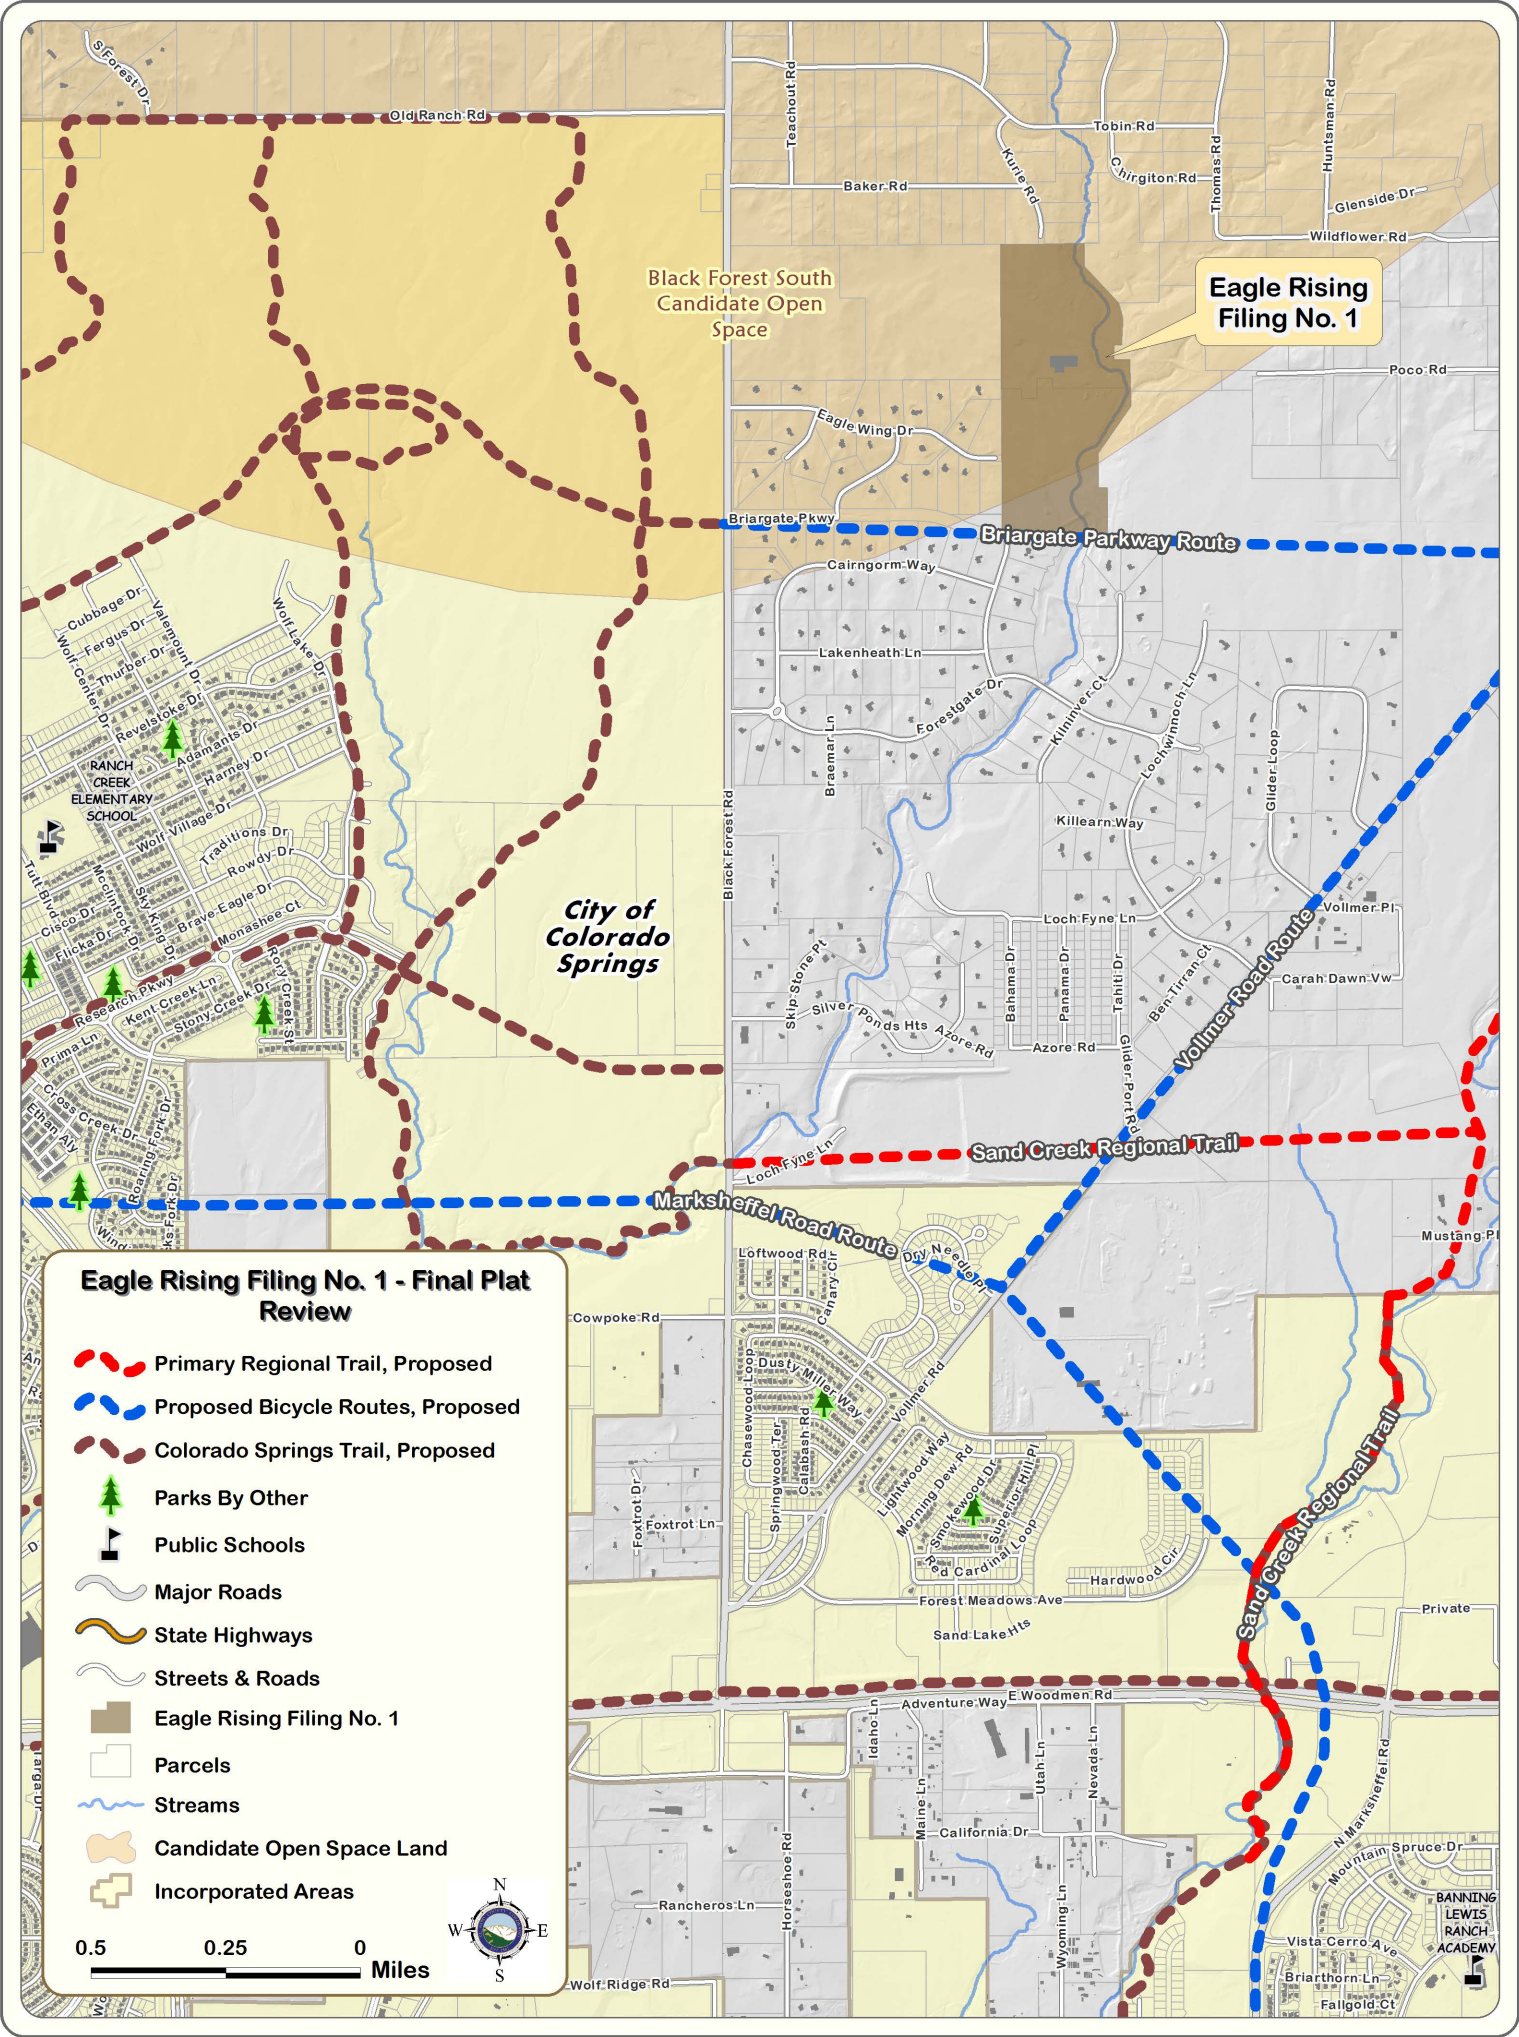 S Forest Dr
Old Ranch Rd
Teachout Rd
Tobin Rd
Kurie Rd
Chirgiton Rd
Thomas Rd
Huntsman Rd
Baker Rd
Glenside Dr
Wildflower Rd
Black Forest South
Candidate Open
Space
Eagle Rising
Filing No. 1
Poco Rd
Eagle Wing Dr
Briargate Pkwy
Briargate Parkway Route
Cairngorm Way
Lakenheath Ln
Cubbage Dr
Fergus Dr
Thurber Dr
Valemount Dr
Wolf Lake Dr
Wolf Center Dr
Revelstoke Dr
Adamants Dr
Harney Dr
Forestgate Dr
Kilninver Ct
Lochwinnoch Ln
Braemar Ln
Glider Loop
RANCH
CREEK
ELEMENTARY
SCHOOL
Wolf Village Dr
Traditions Dr
Rowdy Dr
Killearn Way
Black Forest Rd
Tutt Blvd
Mcclintock Dr
Sky King Dr
Brave Eagle Dr
Cisco Dr
Flicka Dr
Monashee Ct
City of
Colorado
Springs
Loch Fyne Ln
Vollmer Pl
Vollmer Road Route
Carah Dawn Vw
Rory Creek St
Research Pkwy
Kent Creek Ln
Stony Creek Dr
Skip Stone Pt
Bahama Dr
Panama Dr
Tahiti Dr
Ben Tirran Ct
Silver Ponds Hts
Azore Rd
Azore Rd
Glider Port Rd
Prima Ln
Cross Creek Dr
Ethan Aly
Roaring Fork Dr
ks Fork Dr
Wind
Loch Fyne Ln
Sand Creek Regional Trail
Marksheffel Road Route
Mustang Pl
Loftwood Rd
Canary Cir
Dry Needle Pl
Cowpoke Rd
Chasewood Loop
Dusty Miller Way
Vollmer Rd
Springwood Ter
Calabash Rd
Lightwood Way
Morning Dew Rd
Smokewood Dr
Superior Hill Pl
Red Cardinal Loop
Foxtrot Dr
Foxtrot Ln
Hardwood Cir
Forest Meadows Ave
Sand Lake Hts
Sand Creek Regional Trail
Private
E Woodmen Rd
Adventure Way
Idaho Ln
Maine Ln
Utah Ln
Nevada Ln
California Dr
Horseshoe Rd
Rancheros Ln
Wyoming Ln
Wolf Ridge Rd
N Marksheffel Rd
Mountain Spruce Dr
BANNING
LEWIS
RANCH
ACADEMY
Vista Cerro Ave
Briarthorn Ln
Fallgold Ct
Targa Dr
Eagle Rising Filing No. 1 - Final Plat
Review
Primary Regional Trail, Proposed
Proposed Bicycle Routes, Proposed
Colorado Springs Trail, Proposed
Parks By Other
Public Schools
Major Roads
State Highways
Streets & Roads
Eagle Rising Filing No. 1
Parcels
Streams
Candidate Open Space Land
Incorporated Areas
N
W E
S
0.5 0.25 0
Miles